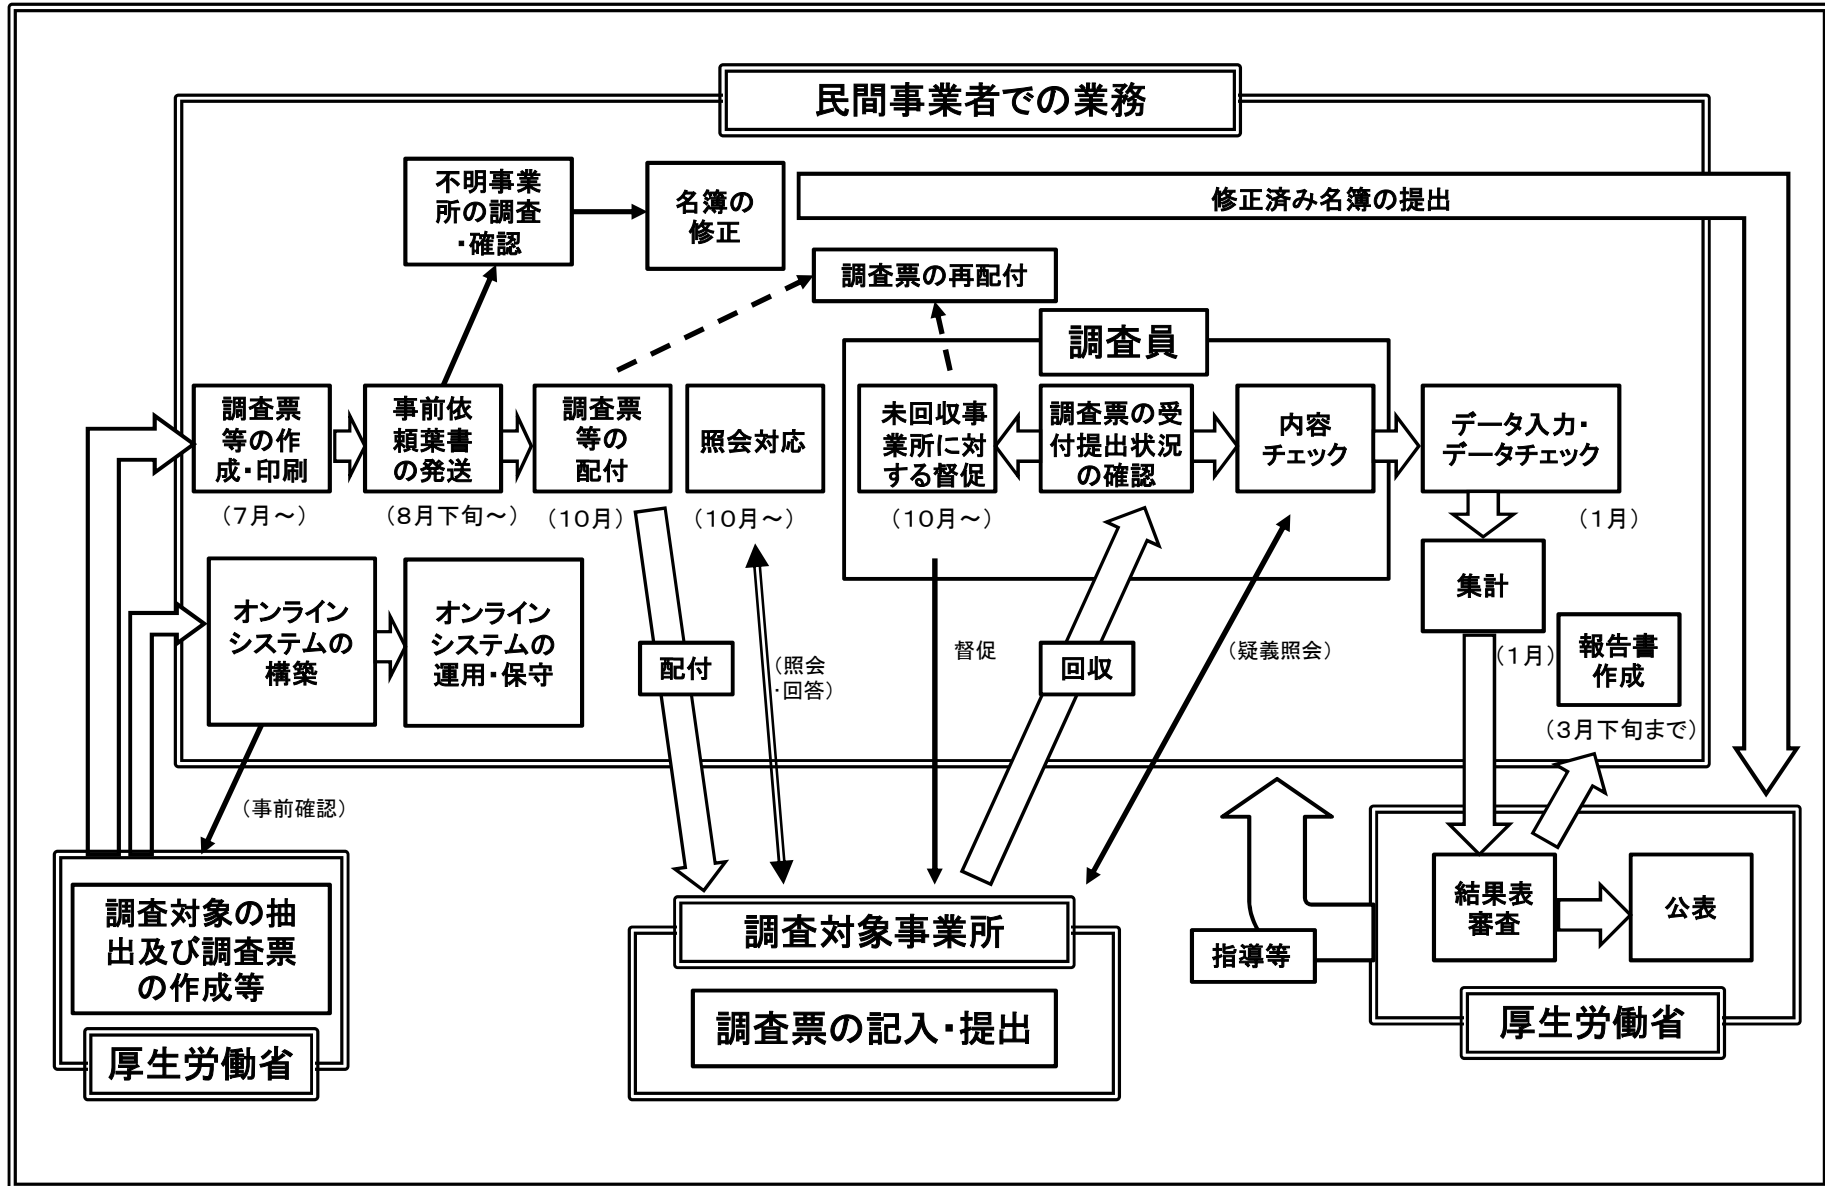 民間事業者での業務
不明事業
所の調査
・確認
名簿の
修正
修正済み名簿の提出
調査票の再配付
調査員
調査票
等の作
成・印刷
(7月～)
事前依
頼葉書
の発送
(8月下旬～)
調査票
等の
配付
(10月)
照会対応
(10月～)
未回収事
業所に対
する督促
(10月～)
調査票の受
付提出状況
の確認
内容
チェック
データ入力・
データチェック
(1月)
集計
(1月)
報告書
作成
(3月下旬まで)
オンライン
システムの
構築
オンライン
システムの
運用・保守
配付
(照会
・回答)
督促
回収
(疑義照会)
(事前確認)
調査対象の抽
出及び調査票
の作成等
厚生労働省
調査対象事業所
調査票の記入・提出
指導等
結果表
審査
公表
厚生労働省